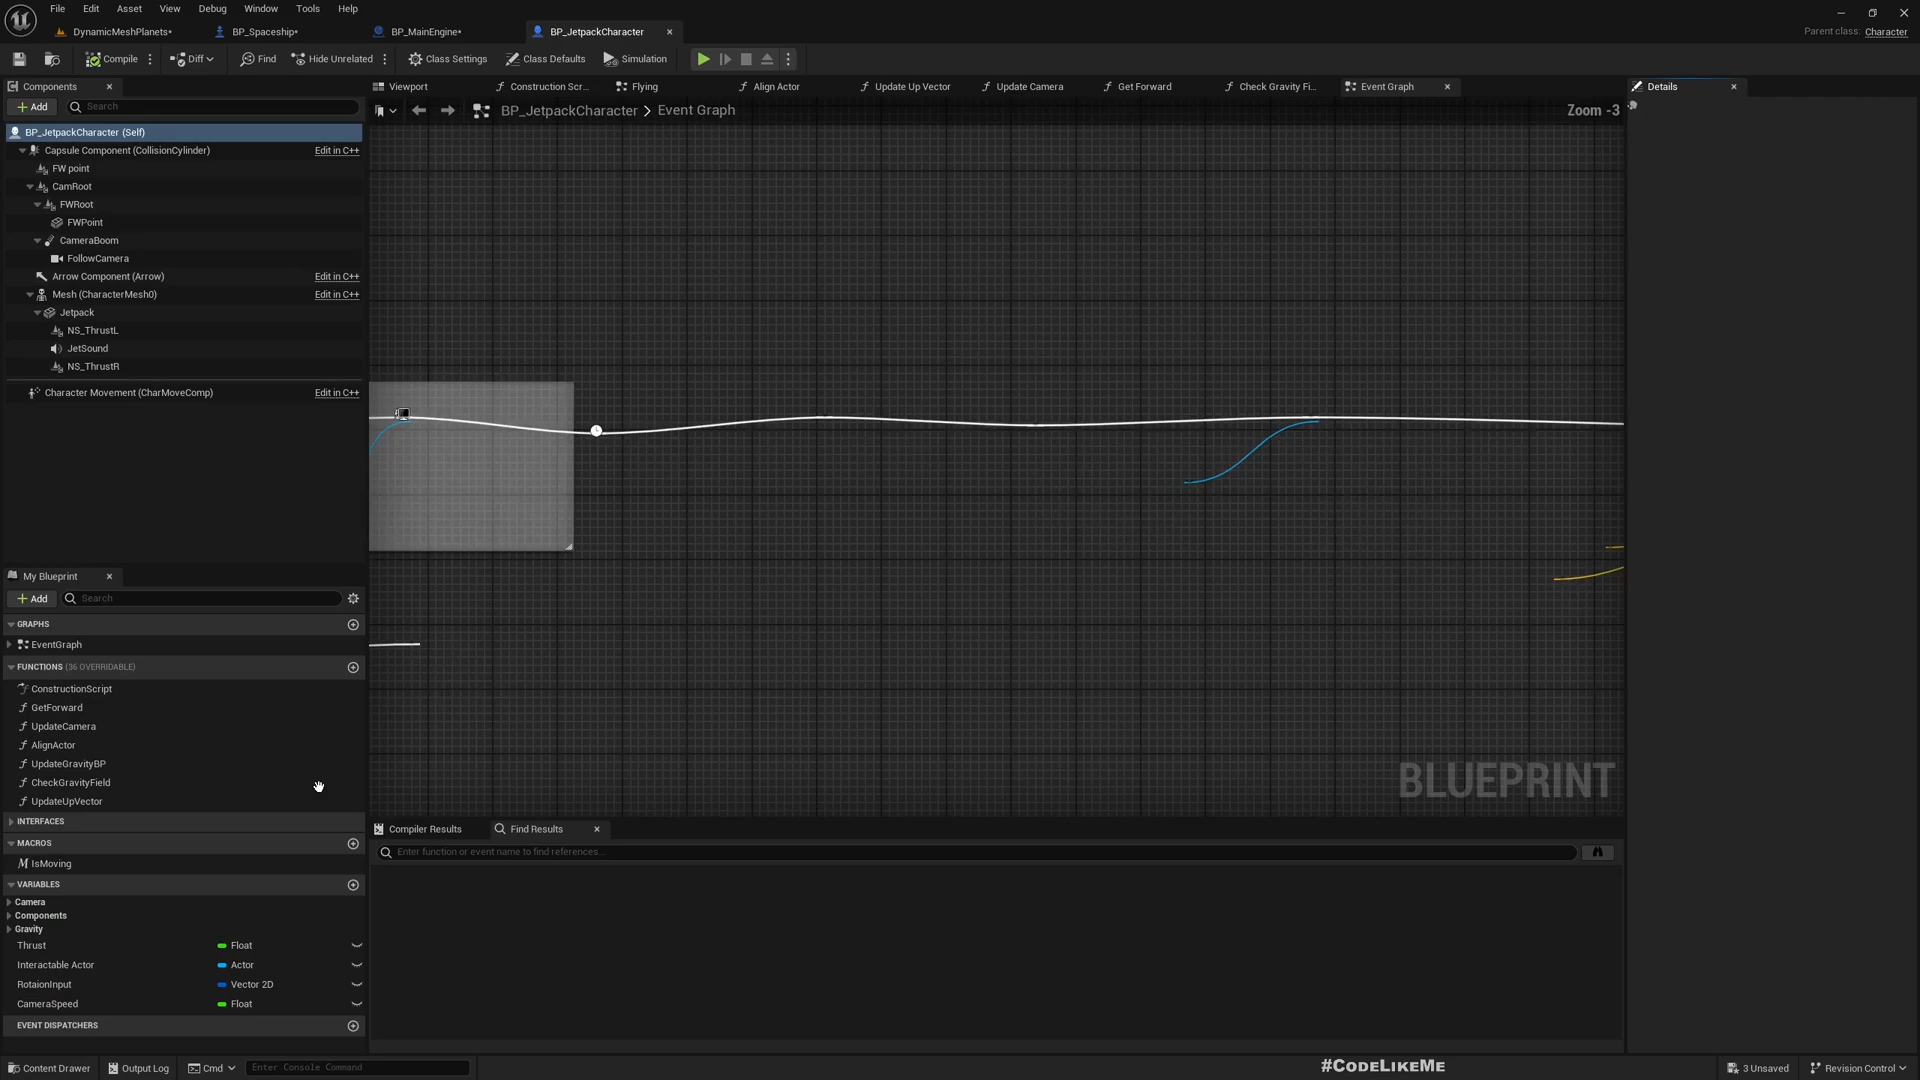 File Edit Asset View Debug Window Tools Help
DynamicMeshPlanets* BP_Spaceship* BP_MainEngine* BP_JetpackCharacter
Parent class: Character
Compile Diff Find Hide Unrelated Class Settings Class Defaults Simulation
Components
Add Search
BP_JetpackCharacter (Self)
Capsule Component (CollisionCylinder) Edit in C++
FW point
CamRoot
FWRoot
FWPoint
CameraBoom
FollowCamera
Arrow Component (Arrow) Edit in C++
Mesh (CharacterMesh0) Edit in C++
Jetpack
NS_ThrustL
JetSound
NS_ThrustR
Character Movement (CharMoveComp) Edit in C++
My Blueprint
+ Add Search
GRAPHS
EventGraph
FUNCTIONS (36 OVERRIDABLE)
ConstructionScript
GetForward
UpdateCamera
AlignActor
UpdateGravityBP
CheckGravityField
UpdateUpVector
INTERFACES
MACROS
IsMoving
VARIABLES
Camera
Components
Gravity
Thrust Float
Interactable Actor Actor
RotaionInput Vector 2D
CameraSpeed Float
EVENT DISPATCHERS
Viewport Construction Scr... Flying Align Actor Update Up Vector Update Camera Get Forward Check Gravity Fi... Event Graph
BP_JetpackCharacter > Event Graph
Zoom -3
BLUEPRINT
Compiler Results Find Results
Enter function or event name to find references...
Details
Content Drawer Output Log Cmd Enter Console Command
#CODELIKEME
3 Unsaved Revision Control